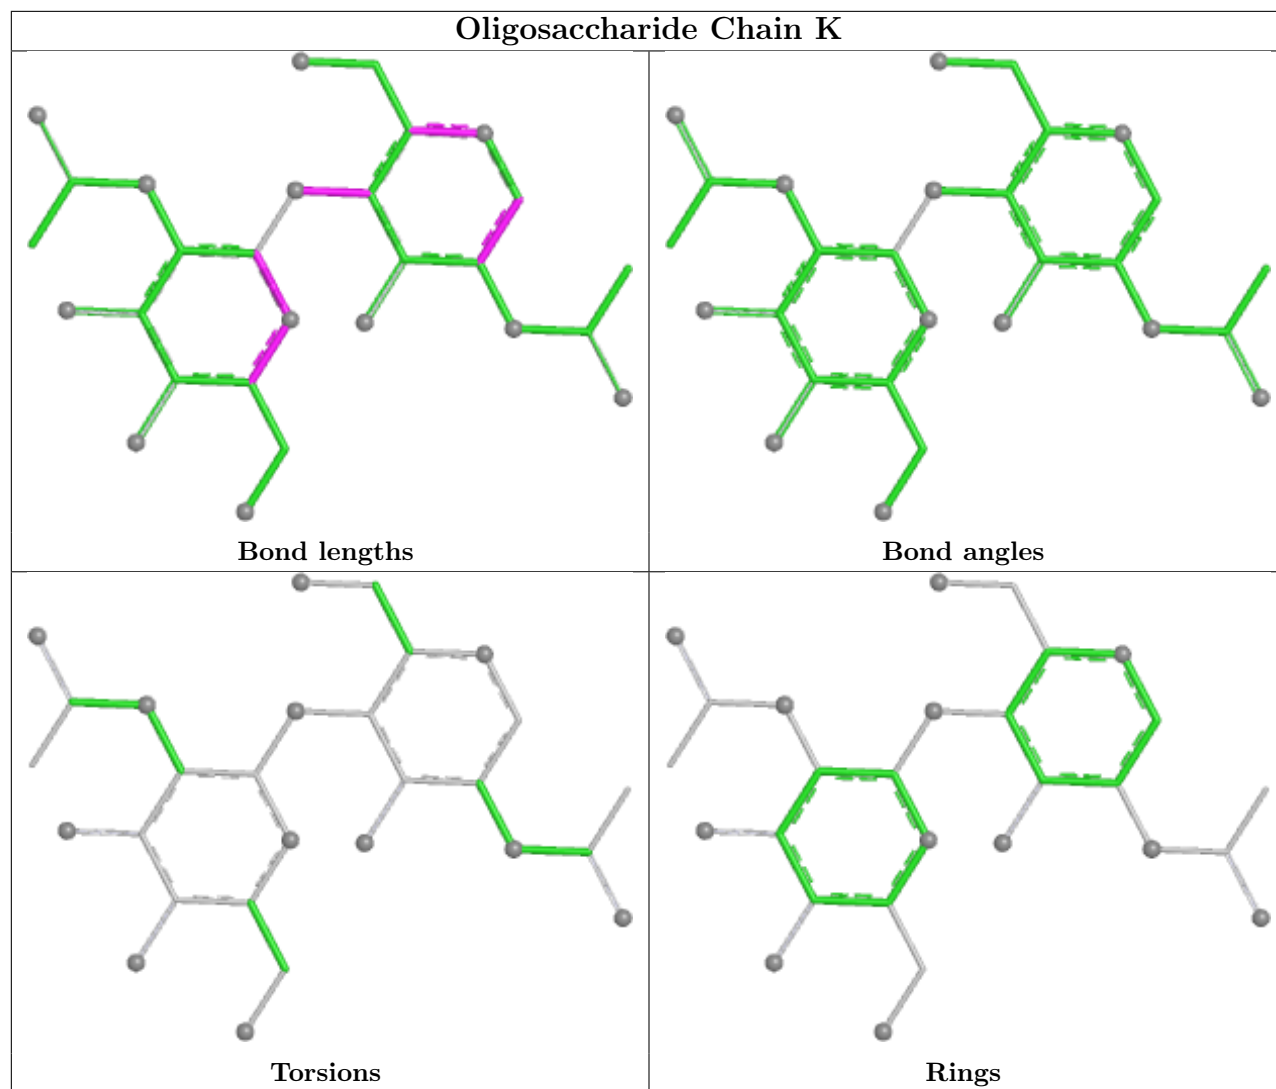 Oligosaccharide Chain K
Bond lengths
Bond angles
Torsions
Rings